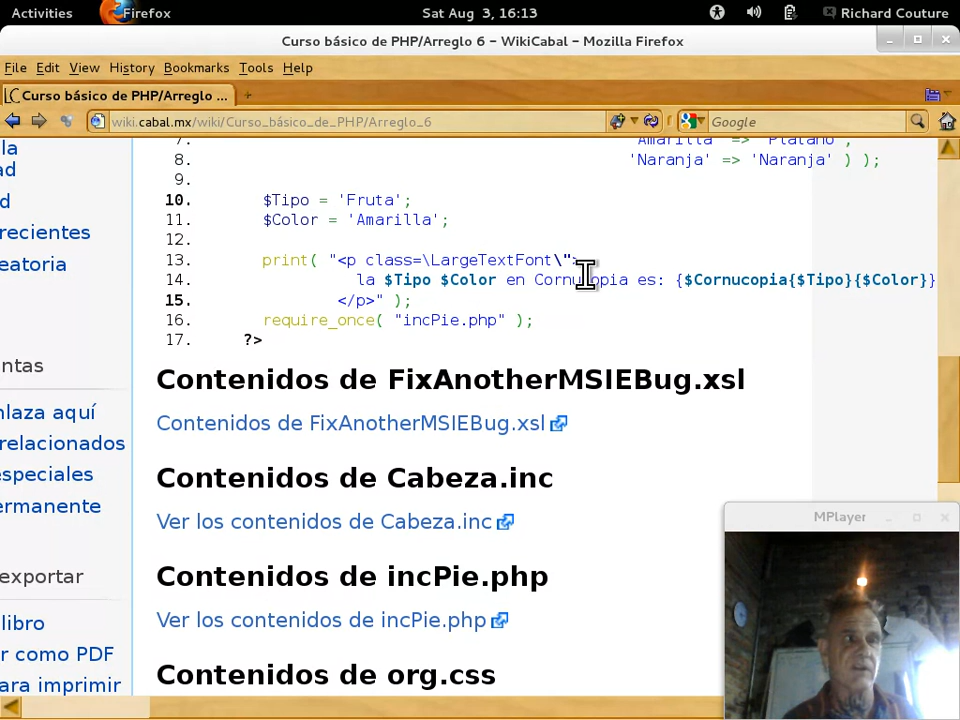 Activities Firefox Sat Aug 3, 16:13 Richard Couture
Curso básico de PHP/Arreglo 6 – WikiCabal – Mozilla Firefox
File Edit View History Bookmarks Tools Help
Curso básico de PHP/Arreglo ... +
wiki.cabal.mx/wiki/Curso_básico_de_PHP/Arreglo_6 Google
la
ad
d
recientes
eatoria
ntas
nlaza aquí
relacionados
especiales
ermanente
exportar
libro
r como PDF
ara imprimir
7. 'Amarilla' => 'Plátano',
8. 'Naranja' => 'Naranja' ) );
9.
10. $Tipo = 'Fruta';
11. $Color = 'Amarilla';
12.
13. print( "<p class=\LargeTextFont\">
14. la $Tipo $Color en Cornucopia es: {$Cornucopia{$Tipo}{$Color}}
15. </p>" );
16. require_once( "incPie.php" );
17. ?>
Contenidos de FixAnotherMSIEBug.xsl
Contenidos de FixAnotherMSIEBug.xsl
Contenidos de Cabeza.inc
Ver los contenidos de Cabeza.inc
Contenidos de incPie.php
Ver los contenidos de incPie.php
Contenidos de org.css
MPlayer